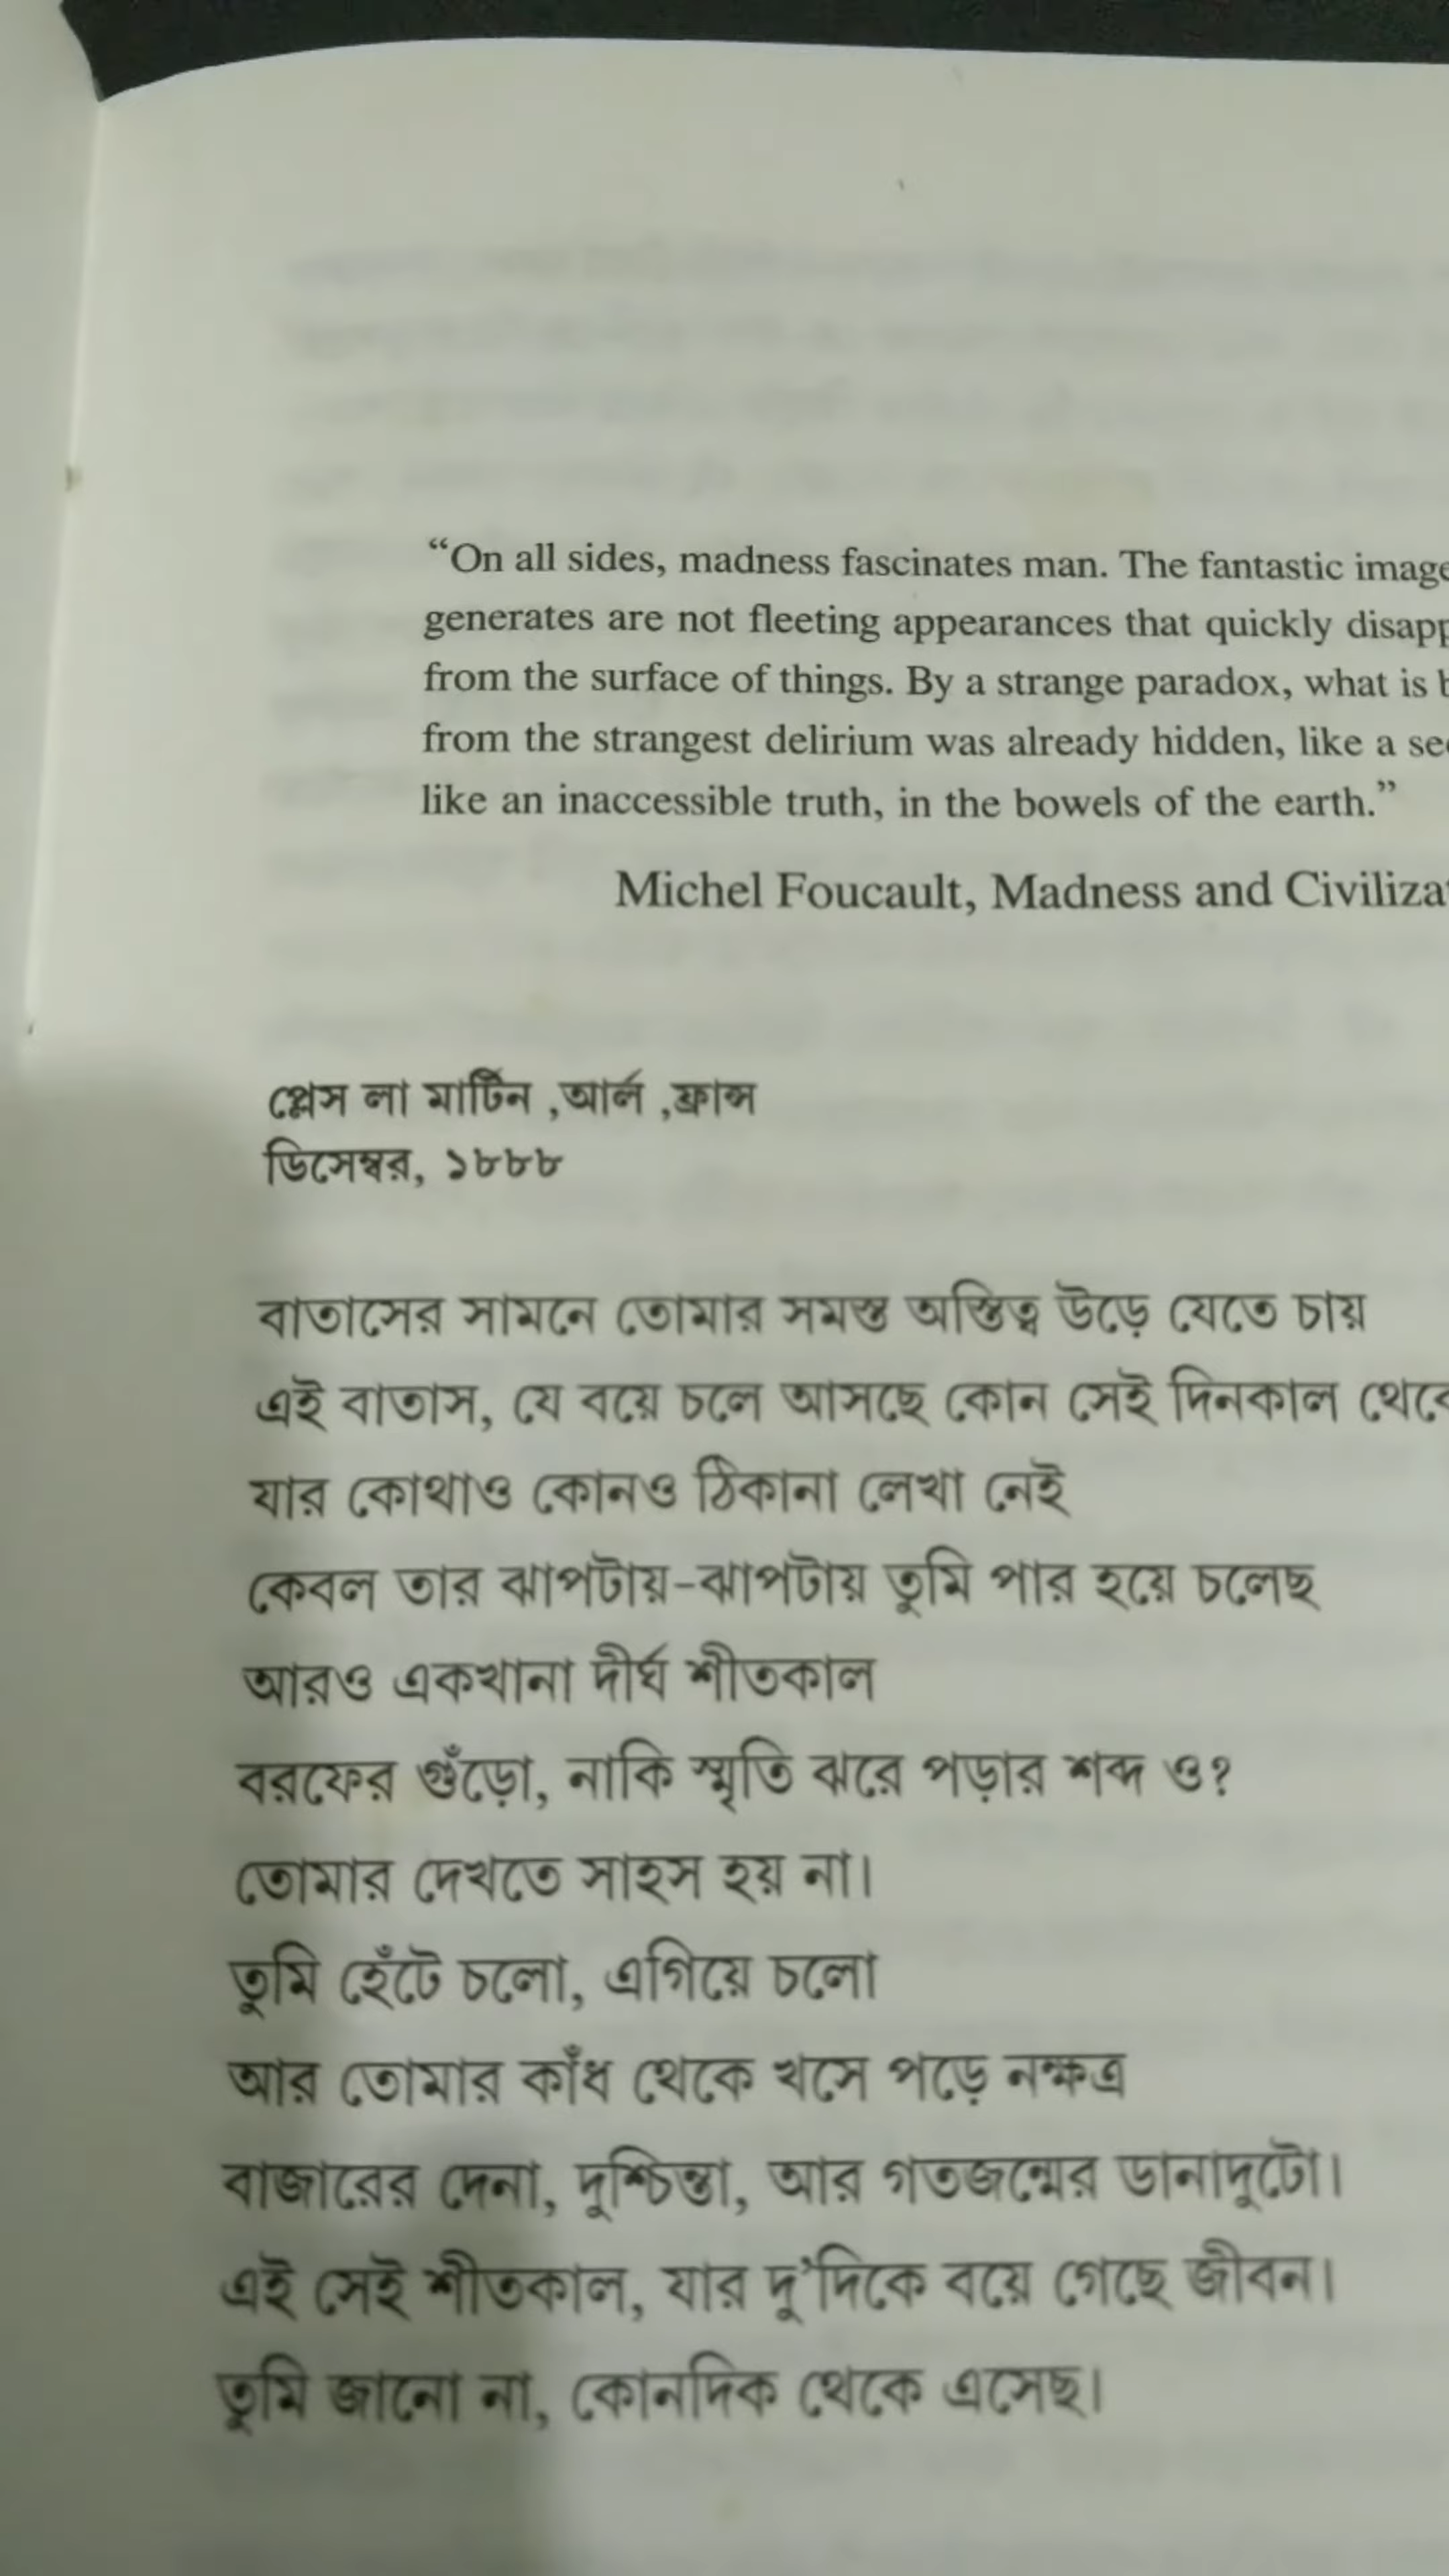 “On all sides, madness fascinates man. The fantastic image
generates are not fleeting appearances that quickly disapp
from the surface of things. By a strange paradox, what is b
from the strangest delirium was already hidden, like a sec
like an inaccessible truth, in the bowels of the earth.”
Michel Foucault, Madness and Civiliza
প্লেস লা মার্টিন ,আর্ল ,ফ্রান্স
ডিসেম্বর, ১৮৮৮
বাতাসের সামনে তোমার সমস্ত অস্তিত্ব উড়ে যেতে চায়
এই বাতাস, যে বয়ে চলে আসছে কোন সেই দিনকাল থেকে
যার কোথাও কোনও ঠিকানা লেখা নেই
কেবল তার ঝাপটায়-ঝাপটায় তুমি পার হয়ে চলেছ
আরও একখানা দীর্ঘ শীতকাল
বরফের গুঁড়ো, নাকি স্মৃতি ঝরে পড়ার শব্দ ও?
তোমার দেখতে সাহস হয় না।
তুমি হেঁটে চলো, এগিয়ে চলো
আর তোমার কাঁধ থেকে খসে পড়ে নক্ষত্র
বাজারের দেনা, দুশ্চিন্তা, আর গতজন্মের ডানাদুটো।
এই সেই শীতকাল, যার দু’দিকে বয়ে গেছে জীবন।
তুমি জানো না, কোনদিক থেকে এসেছ।